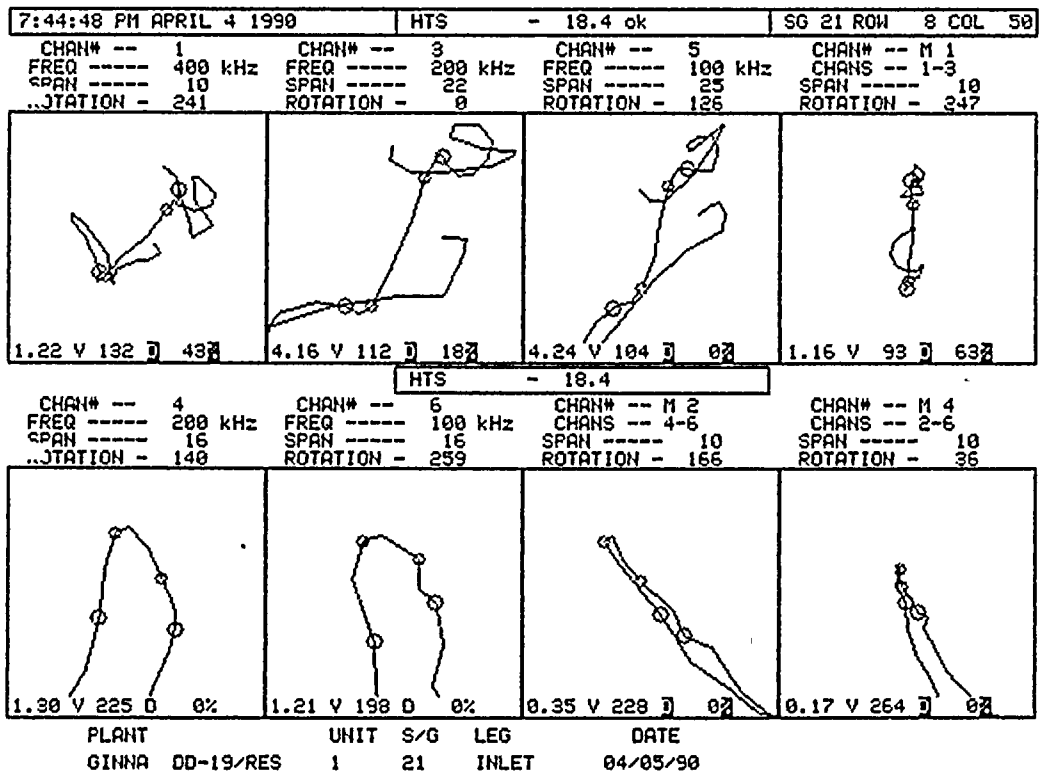 7:44:48 PM APRIL 4 1990 HTS - 18.4 ok SG 21 ROW 8 COL 50
CHAN# -- 1 CHAN# -- 3 CHAN# -- 5 CHAN# -- M 1
FREQ ----- 400 kHz FREQ ----- 200 kHz FREQ ----- 100 kHz CHANS -- 1-3
SPAN ----- 10 SPAN ----- 22 SPAN ----- 25 SPAN ----- 10
..OTATION - 241 ROTATION - 0 ROTATION - 126 ROTATION - 247
1.22 V 132 D 43% 4.16 V 112 D 18% 4.24 V 104 D 0% 1.16 V 93 D 63%
HTS - 18.4
CHAN# -- 4 CHAN# -- 6 CHAN# -- M 2 CHAN# -- M 4
FREQ ----- 200 kHz FREQ ----- 100 kHz CHANS -- 4-6 CHANS -- 2-6
SPAN ----- 16 SPAN ----- 16 SPAN ----- 10 SPAN ----- 10
..OTATION - 140 ROTATION - 259 ROTATION - 166 ROTATION - 36
1.30 V 225 D 0% 1.21 V 198 D 0% 0.35 V 228 D 0% 0.17 V 264 D 0%
PLANT UNIT S/G LEG DATE
GINNA DD-19/RES 1 21 INLET 04/05/90